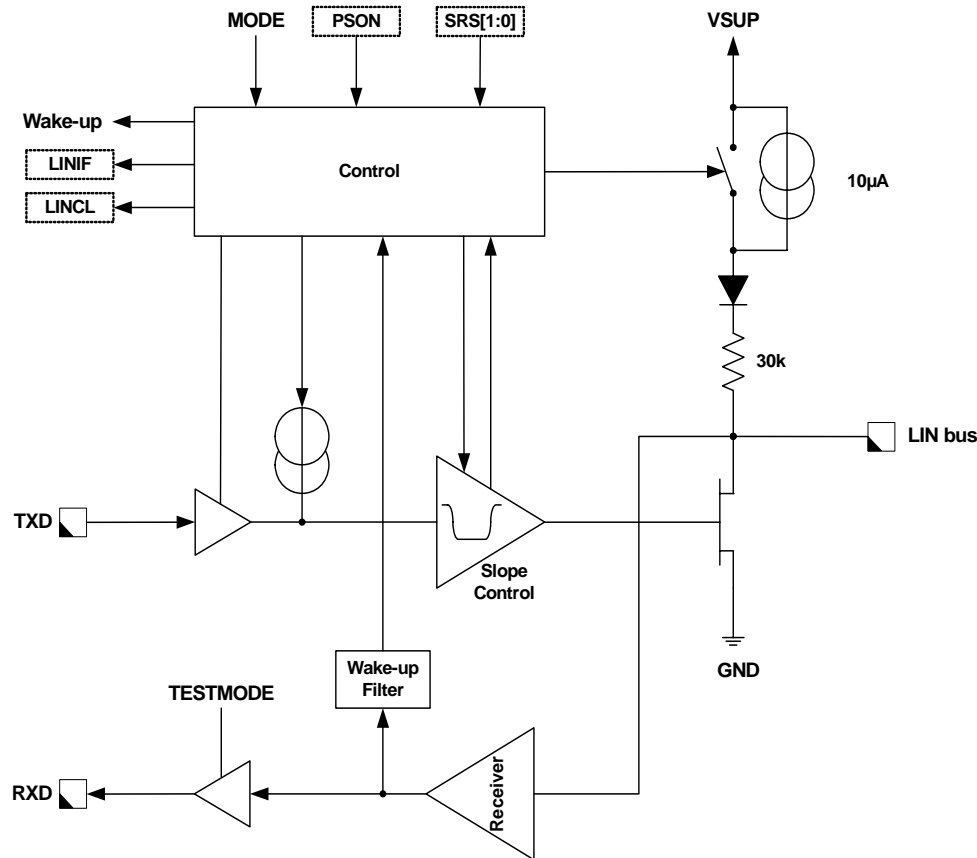 MODE
PSON
SRS[1:0]
VSUP
Wake-up
LINIF
LINCL
Control
10µA
30k
LIN bus
TXD
Slope
Control
GND
Wake-up
Filter
TESTMODE
RXD
Receiver